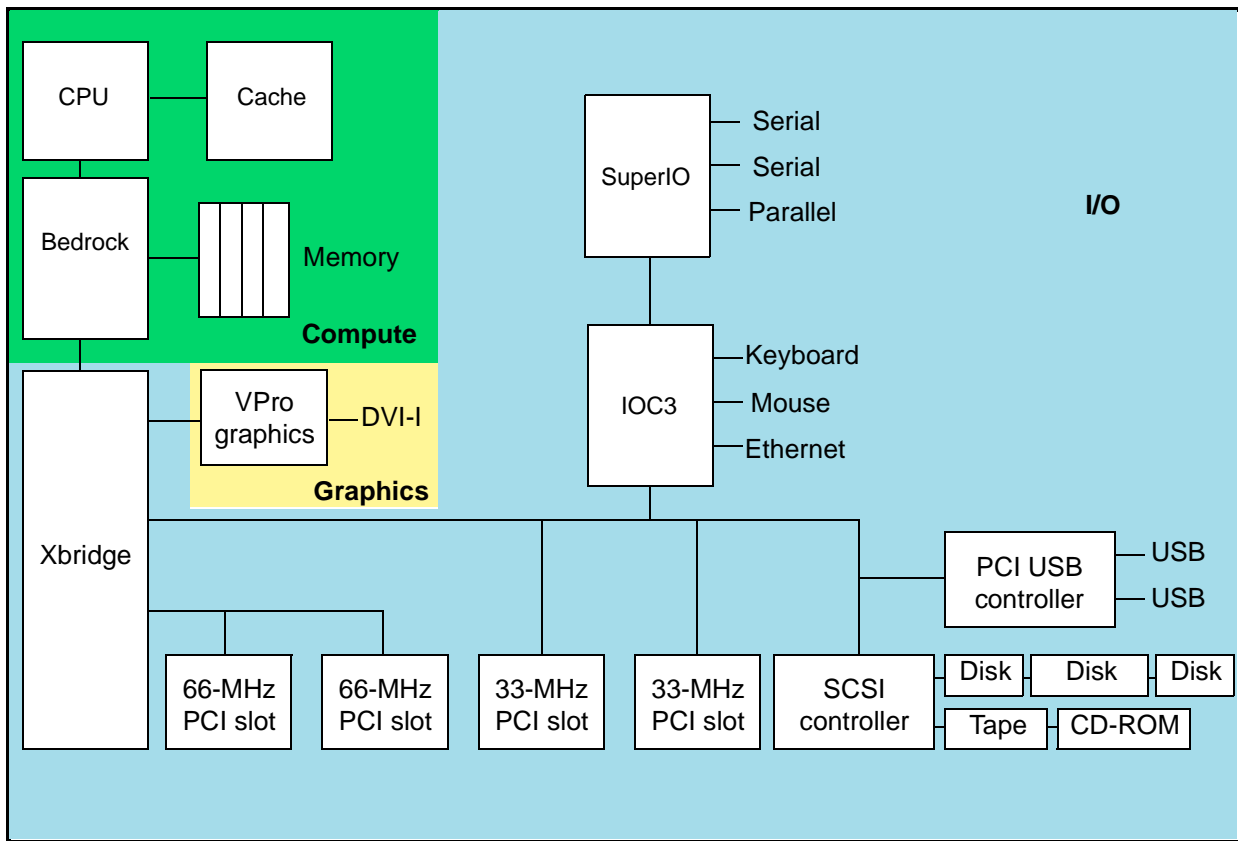 CPU
Cache
Bedrock
Memory
Compute
SuperIO
Serial
Serial
Parallel
I/O
IOC3
Keyboard
Mouse
Ethernet
VPro
graphics
DVI-I
Graphics
Xbridge
PCI USB
controller
USB
USB
66-MHz
PCI slot
66-MHz
PCI slot
33-MHz
PCI slot
33-MHz
PCI slot
SCSI
controller
Disk
Disk
Disk
Tape
CD-ROM